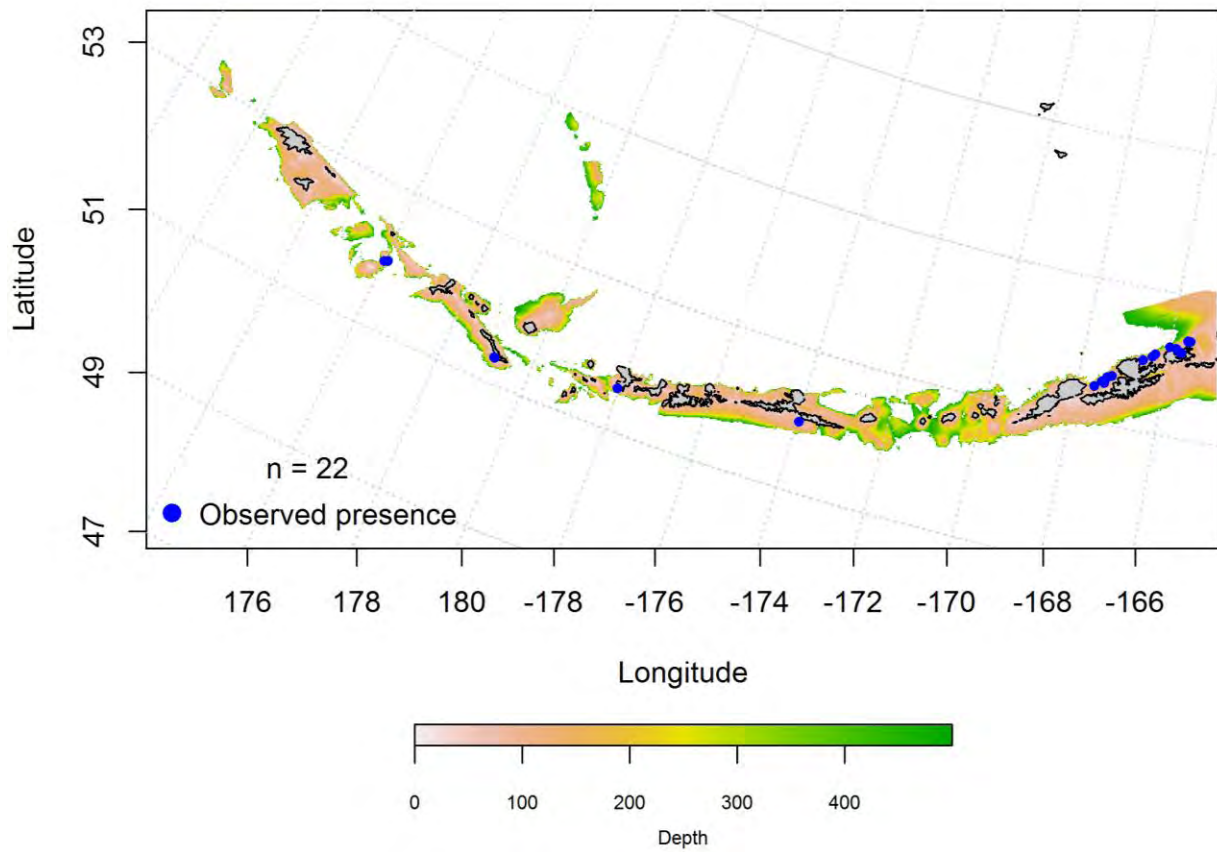 53
51
49
47
Latitude
n = 22
Observed presence
176 178 180 -178 -176 -174 -172 -170 -168 -166
Longitude
0 100 200 300 400
Depth